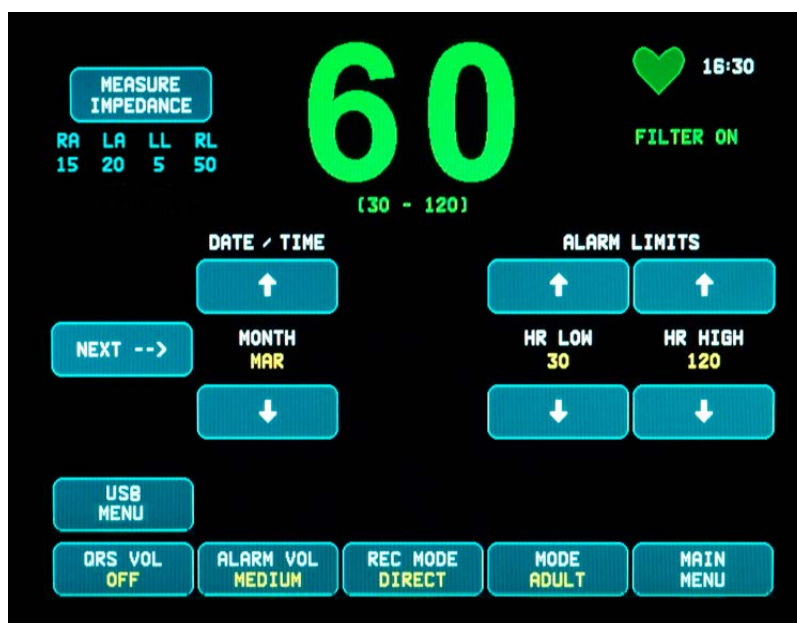 MEASURE
IMPEDANCE
RA LA LL RL
15 20 5 50
60
(30 - 120)
16:30
FILTER ON
DATE / TIME
ALARM LIMITS
NEXT -->
MONTH
MAR
HR LOW
30
HR HIGH
120
USB
MENU
QRS VOL
OFF
ALARM VOL
MEDIUM
REC MODE
DIRECT
MODE
ADULT
MAIN
MENU